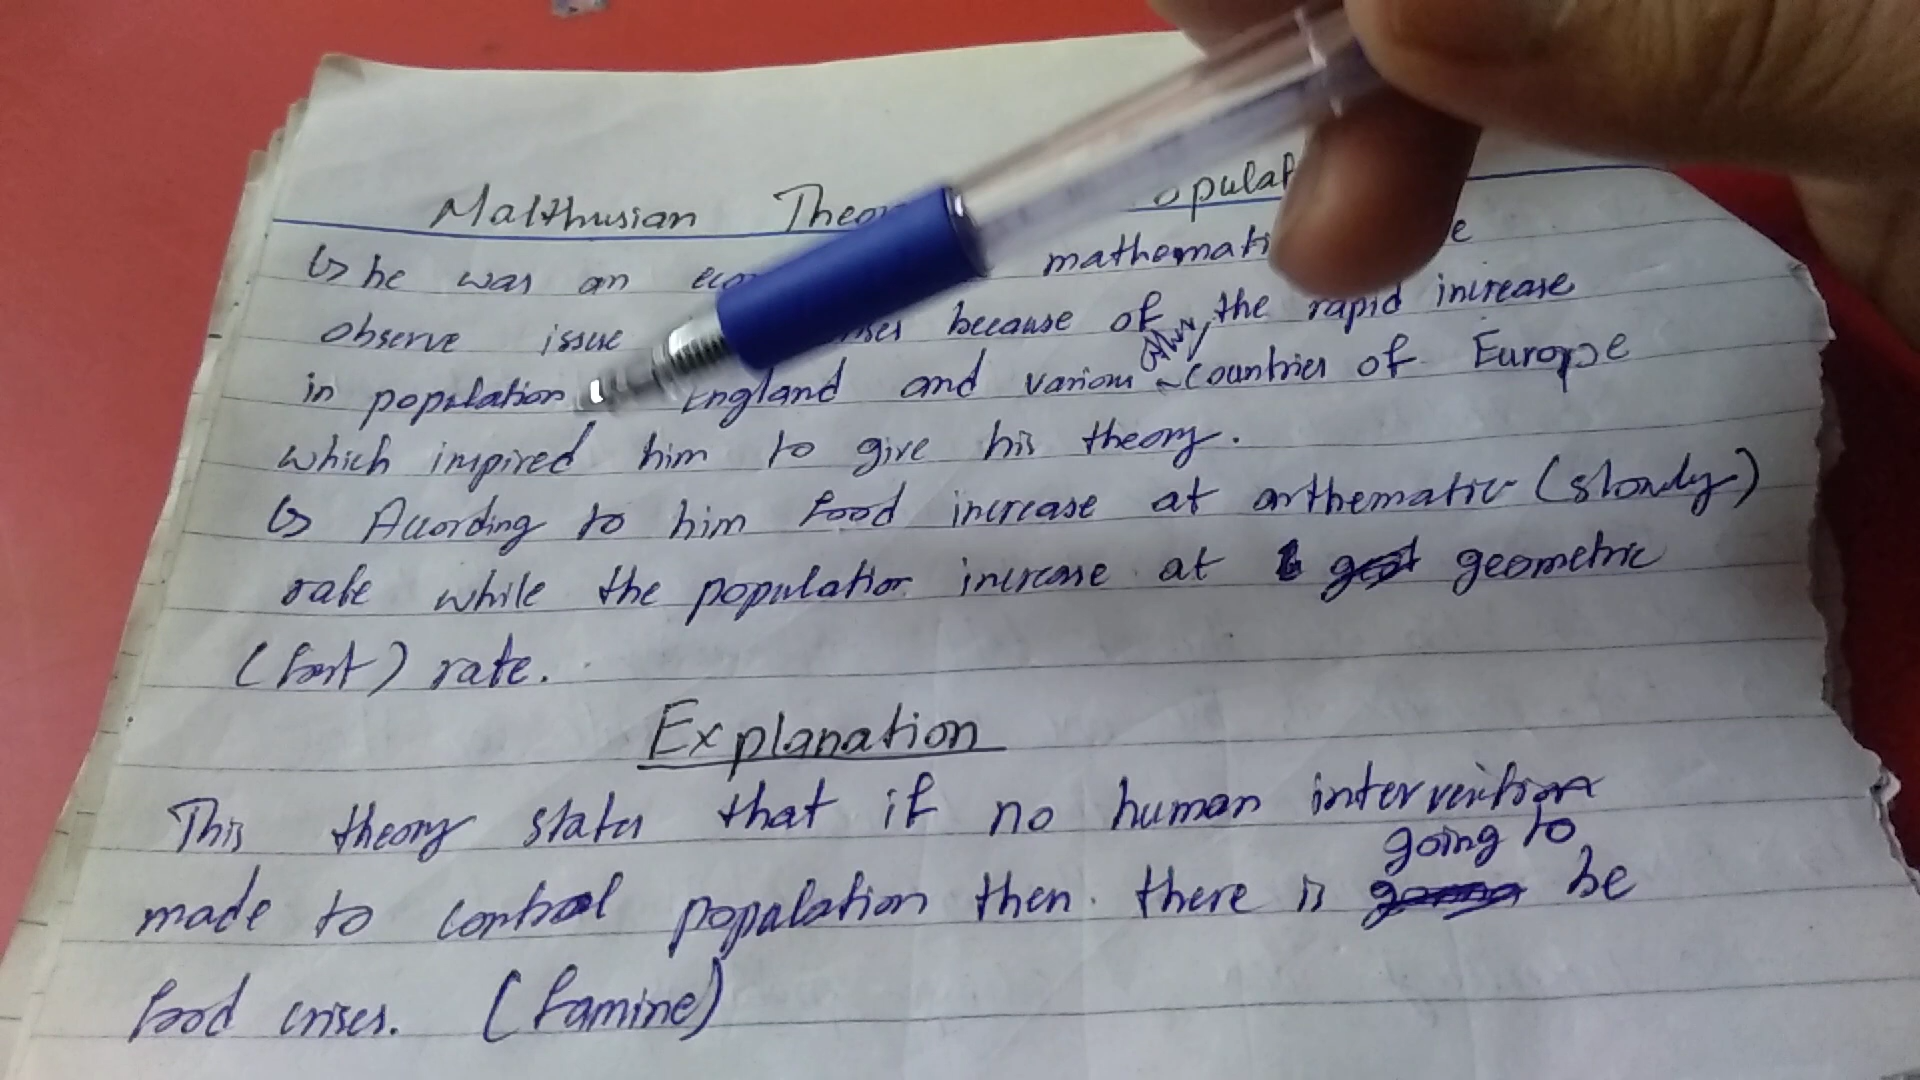 Malthusian
he was an
observe issue because of the rapid increase
in population England and various countries of Europe
which inspired him to give his theory.
According to him food increase at arthematic (slowly)
rate while the population increase at geometric
(fast) rate.
Explanation
This theory states that if no human intervention
going to
made to control population then there is be
food crises. (famine)